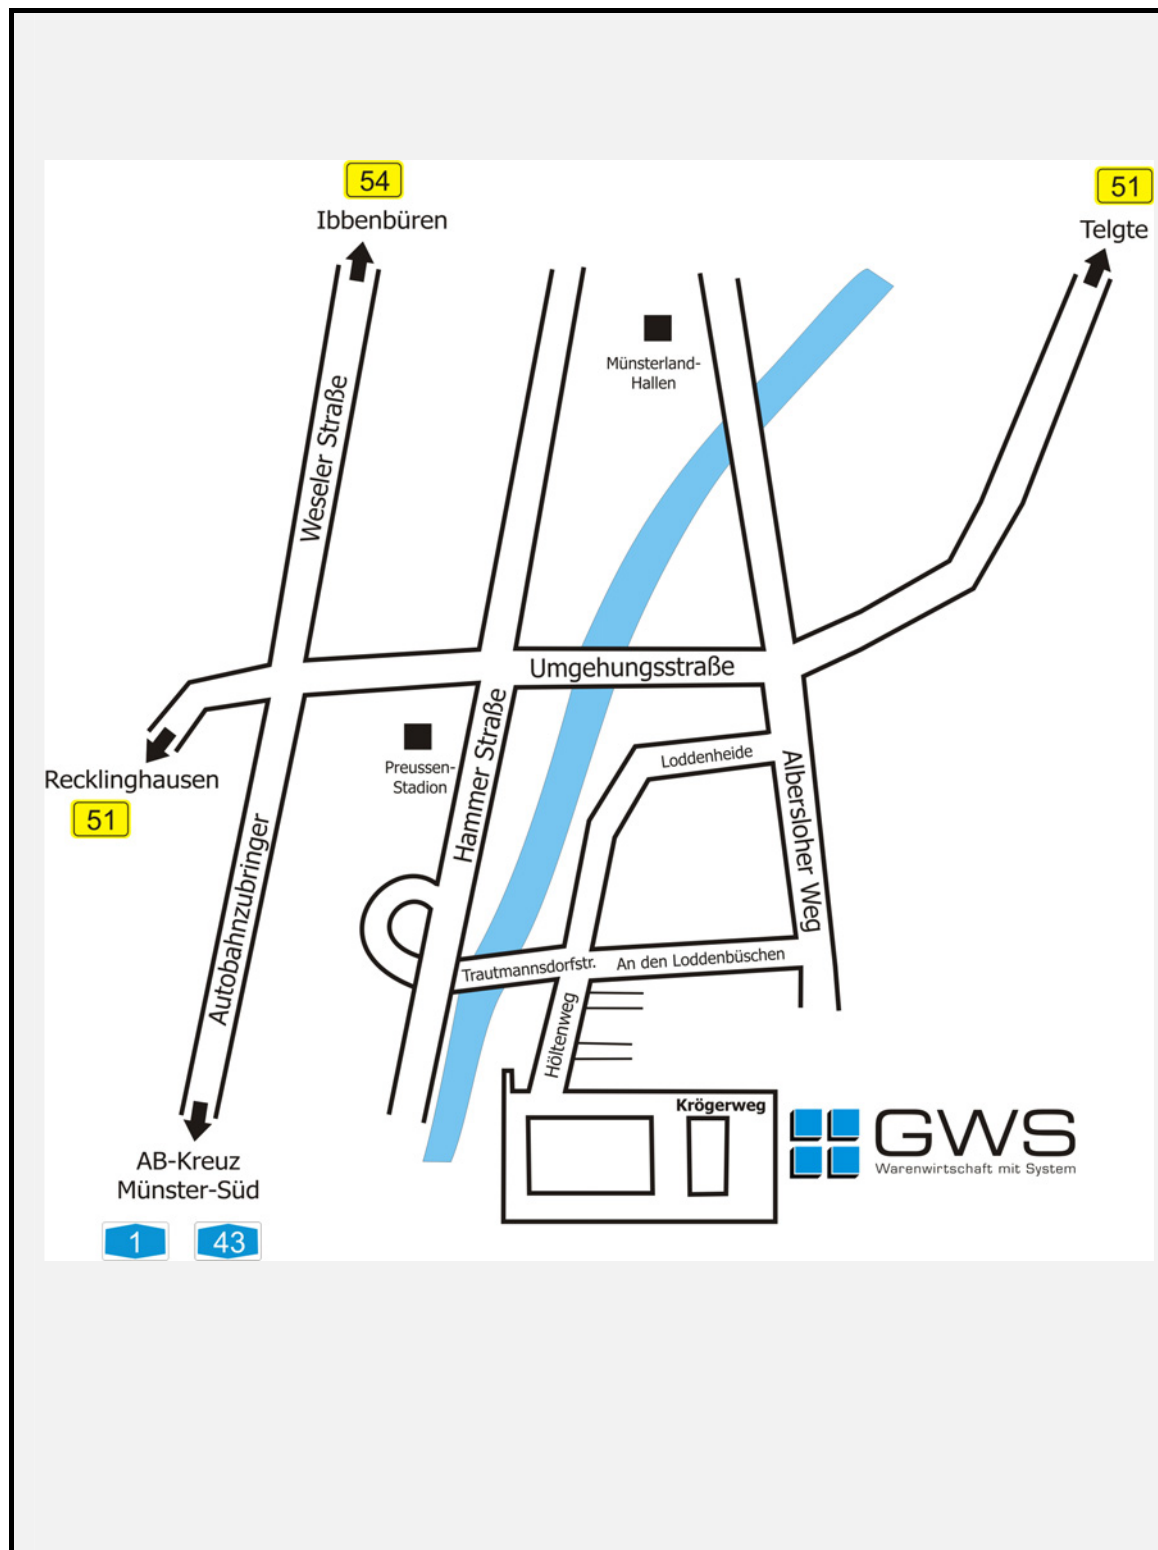 54
Ibbenbüren
51
Telgte
Münsterland-
Hallen
Weseler Straße
Umgehungsstraße
Recklinghausen
51
Preussen-
Stadion
Hammer Straße
Loddenheide
Albersloher Weg
Autobahnzubringer
Trautmannsdorfstr.
An den Loddenbüschen
Höltenweg
Krögerweg
GWS
Warenwirtschaft mit System
AB-Kreuz
Münster-Süd
1
43